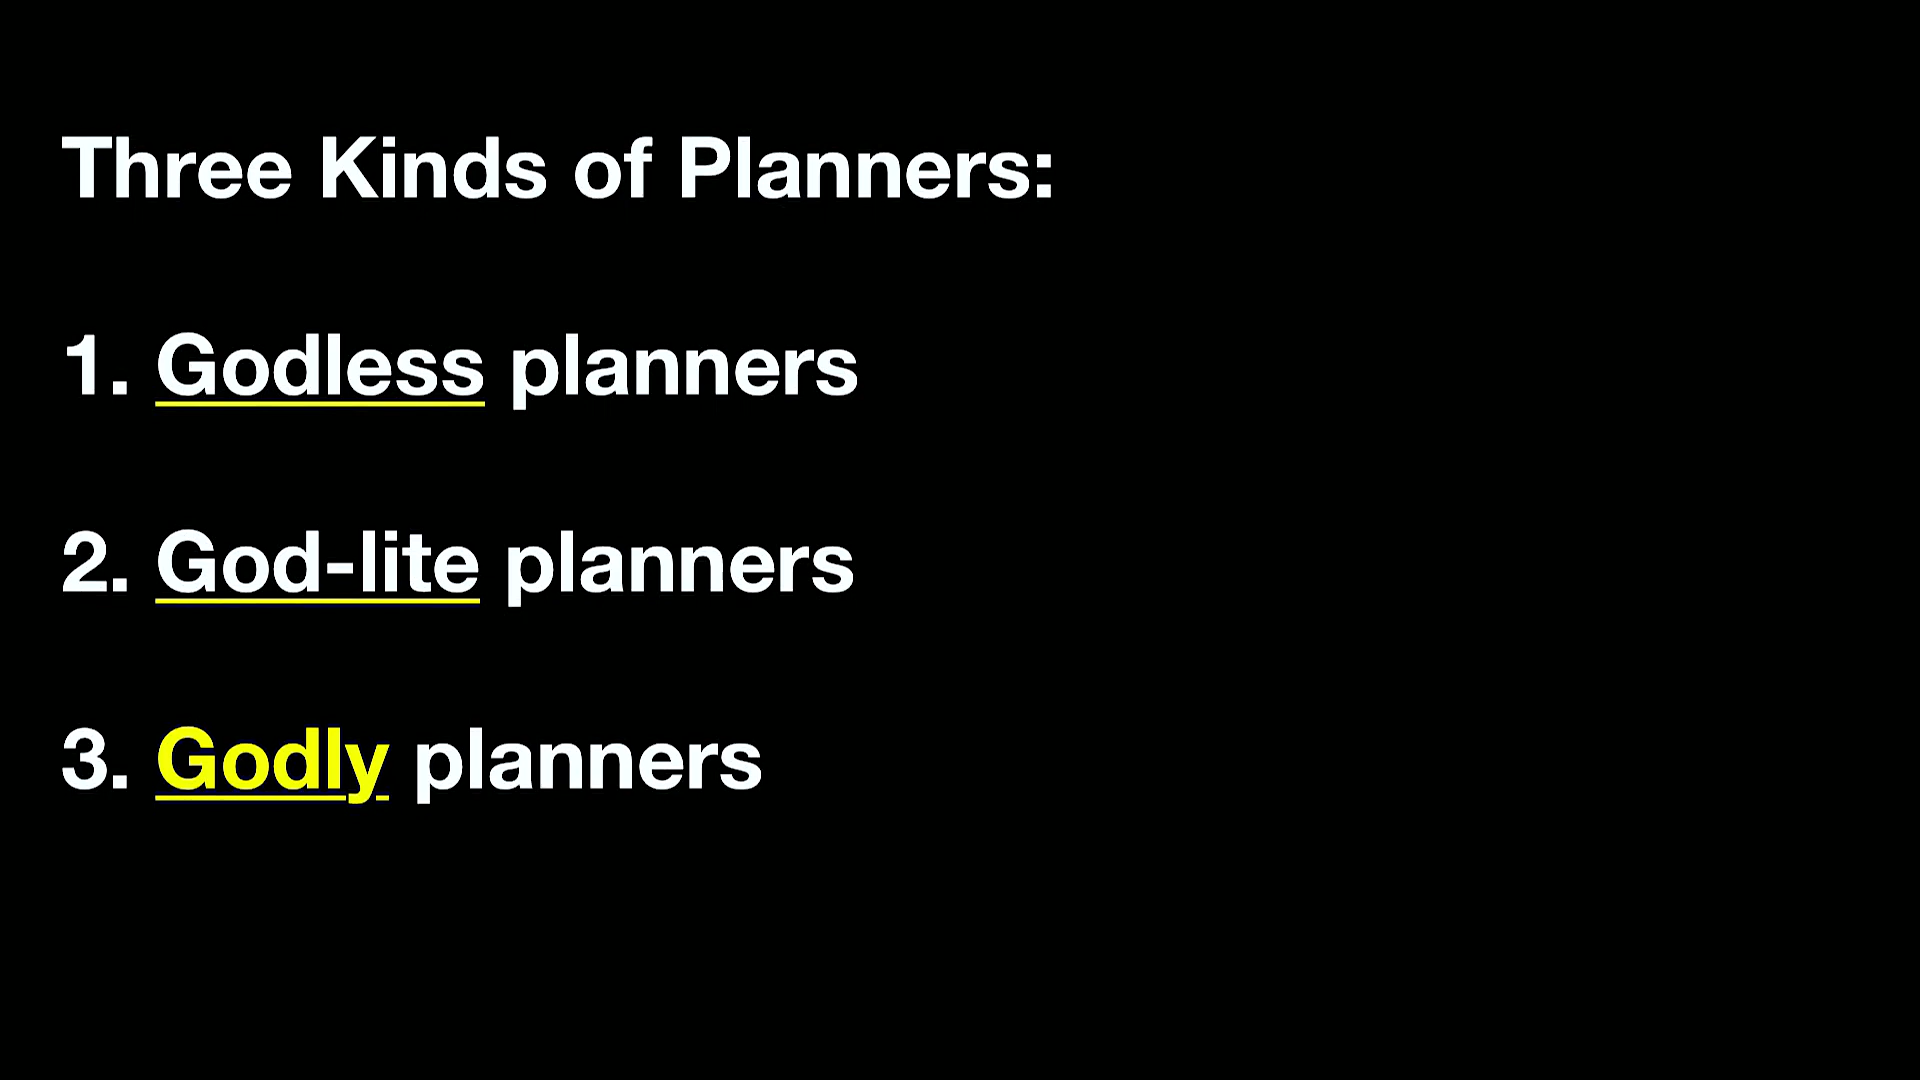 Three Kinds of Planners:
1. Godless planners
2. God-lite planners
3. Godly planners